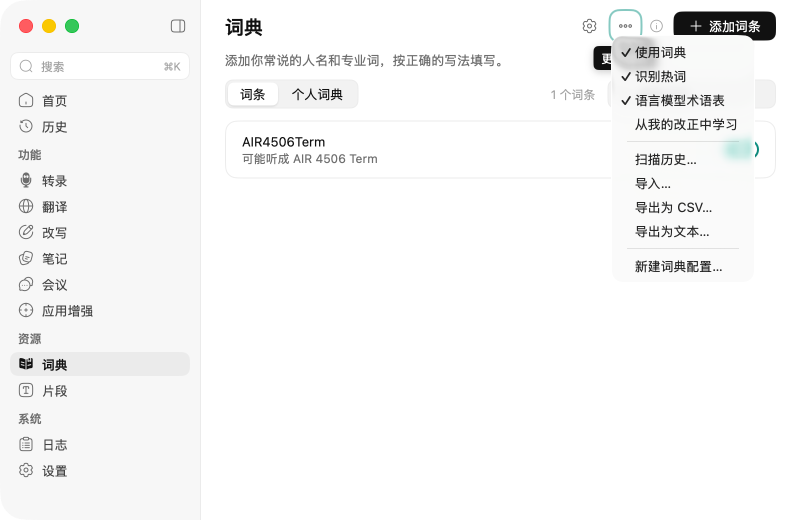 搜索 ⌘K
首页
历史
功能
转录
翻译
改写
笔记
会议
应用增强
资源
词典
片段
系统
日志
设置
词典
添加词条
添加你常说的人名和专业词，按正确的写法填写。
词条 个人词典
1 个词条
AIR4506Term
可能听成 AIR 4506 Term
使用词典
识别热词
语言模型术语表
从我的改正中学习
扫描历史...
导入...
导出为 CSV...
导出为文本...
新建词典配置...